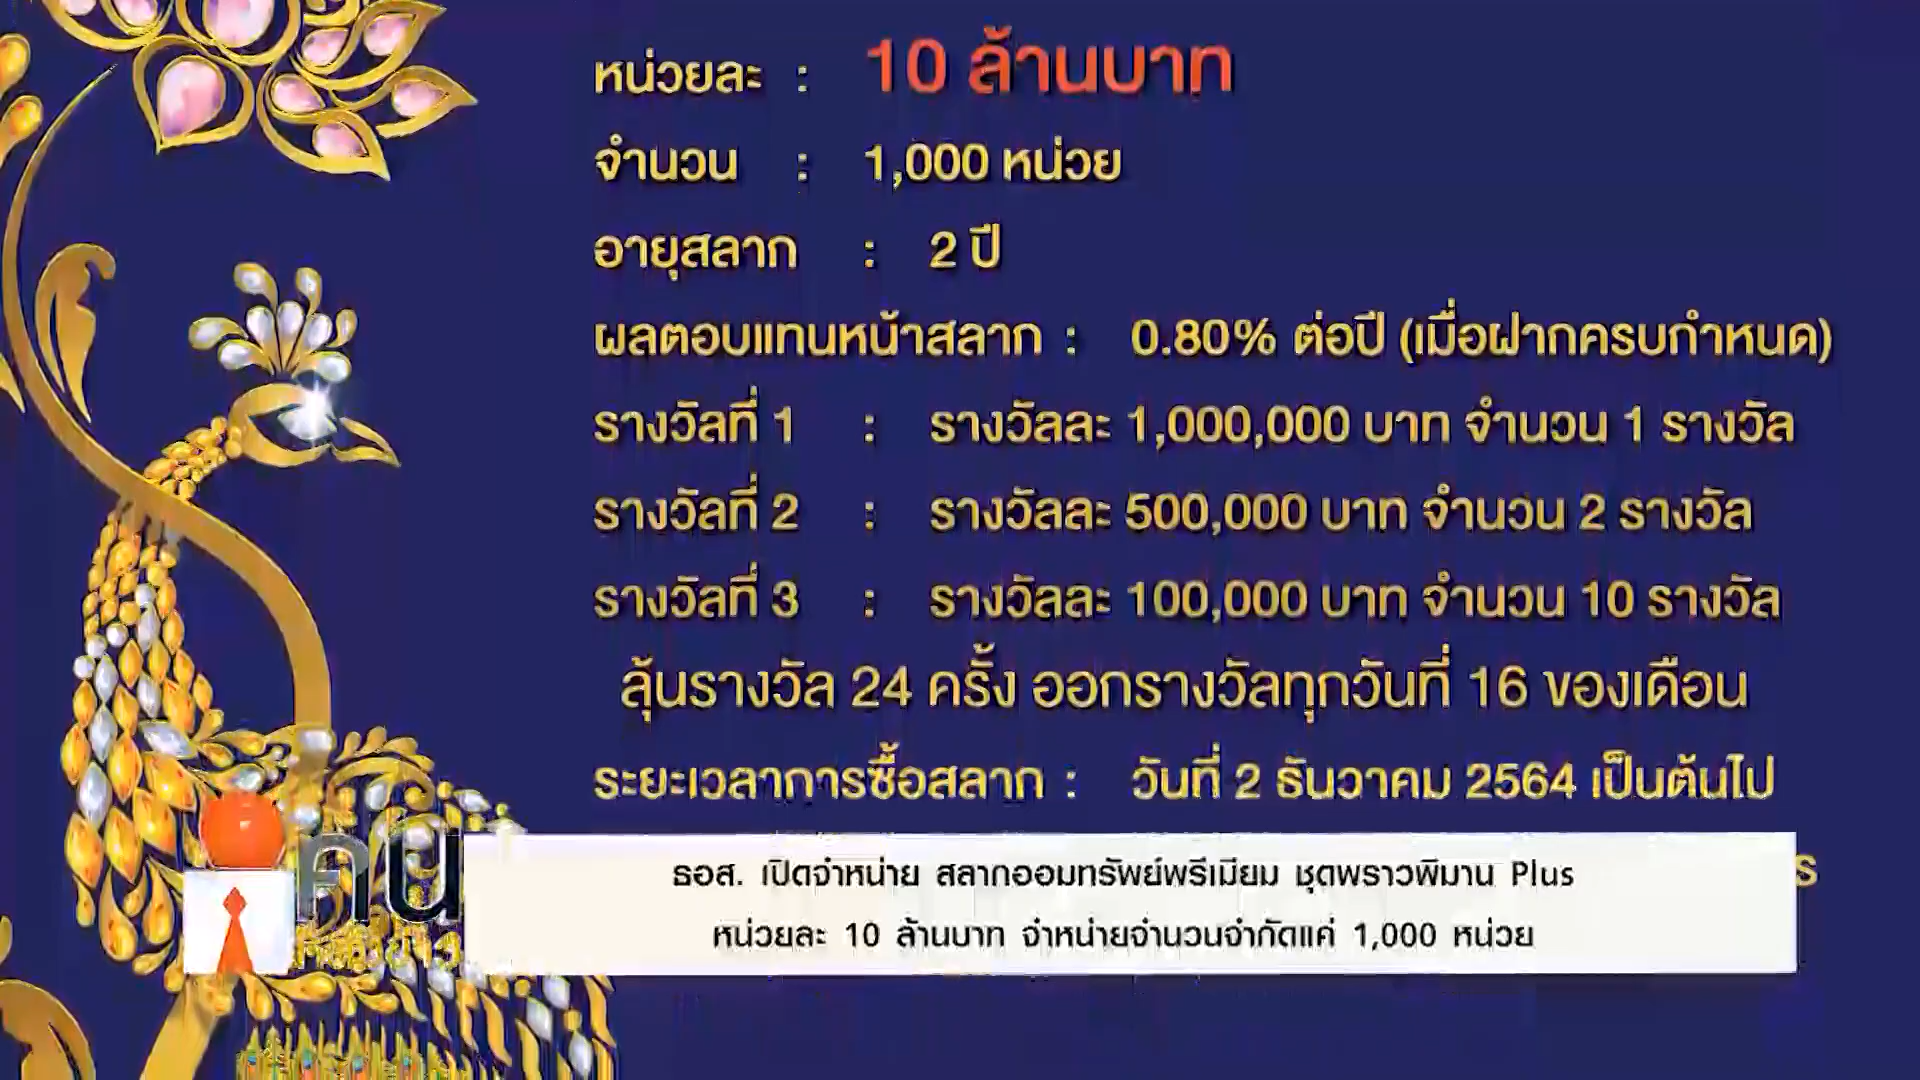 หน่วยละ : 10 ล้านบาท
จำนวน : 1,000 หน่วย
อายุสลาก : 2 ปี
ผลตอบแทนหน้าสลาก : 0.80% ต่อปี (เมื่อฝากครบกำหนด)
รางวัลที่ 1 : รางวัลละ 1,000,000 บาท จำนวน 1 รางวัล
รางวัลที่ 2 : รางวัลละ 500,000 บาท จำนวน 2 รางวัล
รางวัลที่ 3 : รางวัลละ 100,000 บาท จำนวน 10 รางวัล
ลุ้นรางวัล 24 ครั้ง ออกรางวัลทุกวันที่ 16 ของเดือน
ระยะเวลาการซื้อสลาก : วันที่ 2 ธันวาคม 2564 เป็นต้นไป
ธอส. เปิดจำหน่าย สลากออมทรัพย์พรีเมียม ชุดพราวพิมาน Plus
หน่วยละ 10 ล้านบาท จำหน่ายจำนวนจำกัดแค่ 1,000 หน่วย